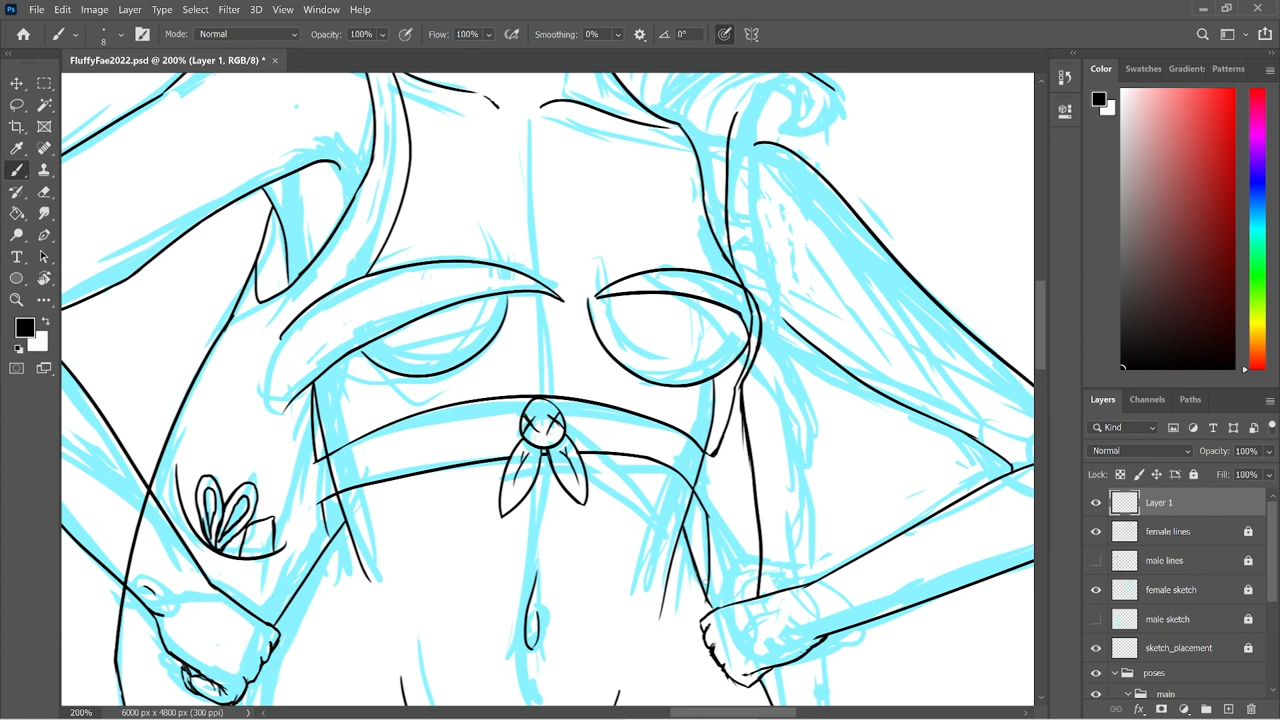 Ps File Edit Image Layer Type Select Filter 3D View Window Help
8 Mode: Normal Opacity: 100% Flow: 100% Smoothing: 0% 0°
FluffyFae2022.psd @ 200% (Layer 1, RGB/8) * ×
Color Swatches Gradients Patterns
Layers Channels Paths
Kind
Normal Opacity: 100%
Lock: Fill: 100%
Layer 1
female lines
male lines
female sketch
male sketch
sketch_placement
poses
main
fx
200% 6000 px x 4800 px (300 ppi)